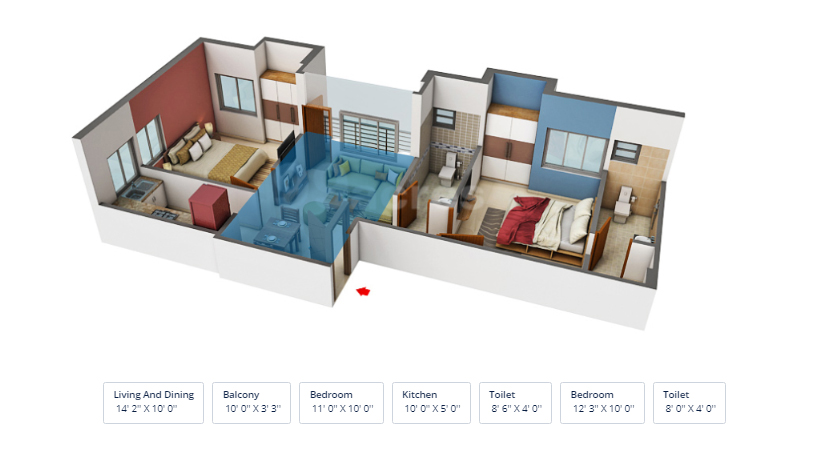 Living And Dining
14' 2" X 10' 0"
Balcony
10' 0" X 3' 3"
Bedroom
11' 0" X 10' 0"
Kitchen
10' 0" X 5' 0"
Toilet
8' 6" X 4' 0"
Bedroom
12' 3" X 10' 0"
Toilet
8' 0" X 4' 0"